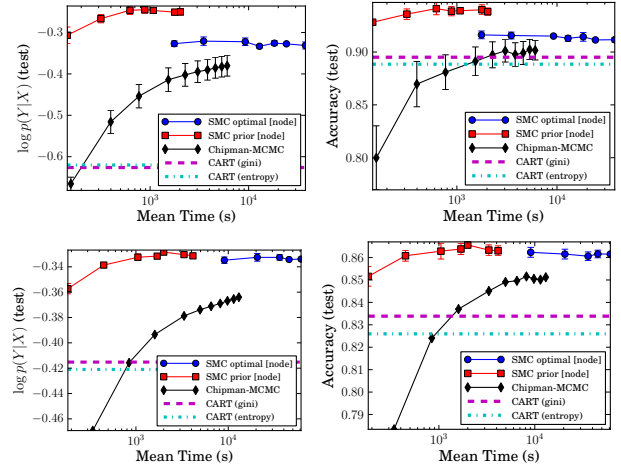 −0.3
−0.4
−0.5
−0.6
log p(Y|X) (test)
SMC optimal [node]
SMC prior [node]
Chipman-MCMC
CART (gini)
CART (entropy)
10³
10⁴
Mean Time (s)
0.90
0.85
0.80
Accuracy (test)
SMC optimal [node]
SMC prior [node]
Chipman-MCMC
CART (gini)
CART (entropy)
10³
10⁴
Mean Time (s)
−0.34
−0.36
−0.38
−0.40
−0.42
−0.44
−0.46
log p(Y|X) (test)
SMC optimal [node]
SMC prior [node]
Chipman-MCMC
CART (gini)
CART (entropy)
10³
10⁴
Mean Time (s)
0.86
0.85
0.84
0.83
0.82
0.81
0.80
0.79
Accuracy (test)
SMC optimal [node]
SMC prior [node]
Chipman-MCMC
CART (gini)
CART (entropy)
10³
10⁴
Mean Time (s)